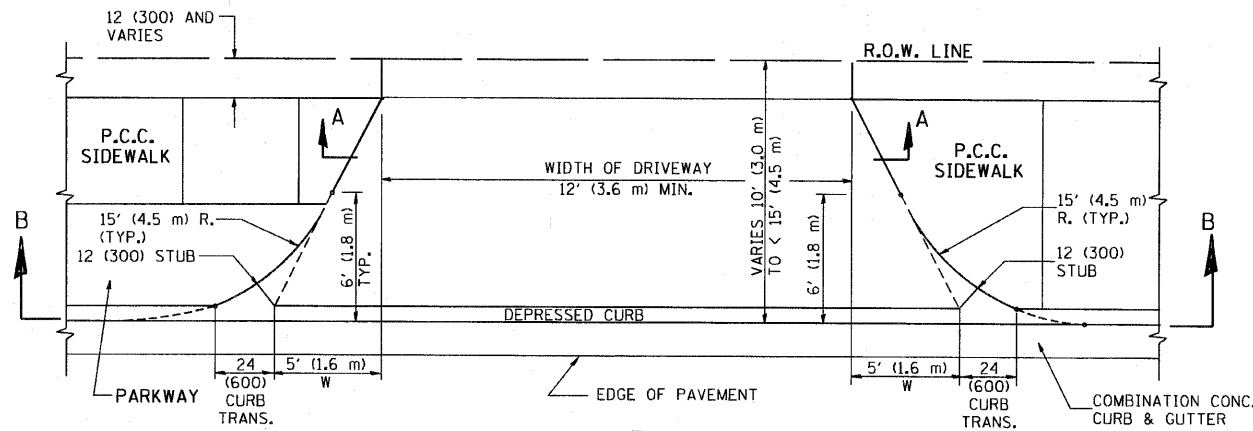 12 (300) AND
VARIES
R.O.W. LINE
A
A
P.C.C.
SIDEWALK
P.C.C.
SIDEWALK
WIDTH OF DRIVEWAY
12' (3.6 m) MIN.
VARIES 10' (3.0 m)
TO < 15' (4.5 m)
B
15' (4.5 m) R.
(TYP.)
12 (300) STUB
6' (1.8 m)
TYP.
6' (1.8 m)
15' (4.5 m)
R. (TYP.)
12 (300)
STUB
B
DEPRESSED CURB
PARKWAY
24
(600)
CURB
TRANS.
5' (1.6 m)
W
EDGE OF PAVEMENT
5' (1.6 m)
W
24
(600)
CURB
TRANS.
COMBINATION CONC.
CURB & GUTTER